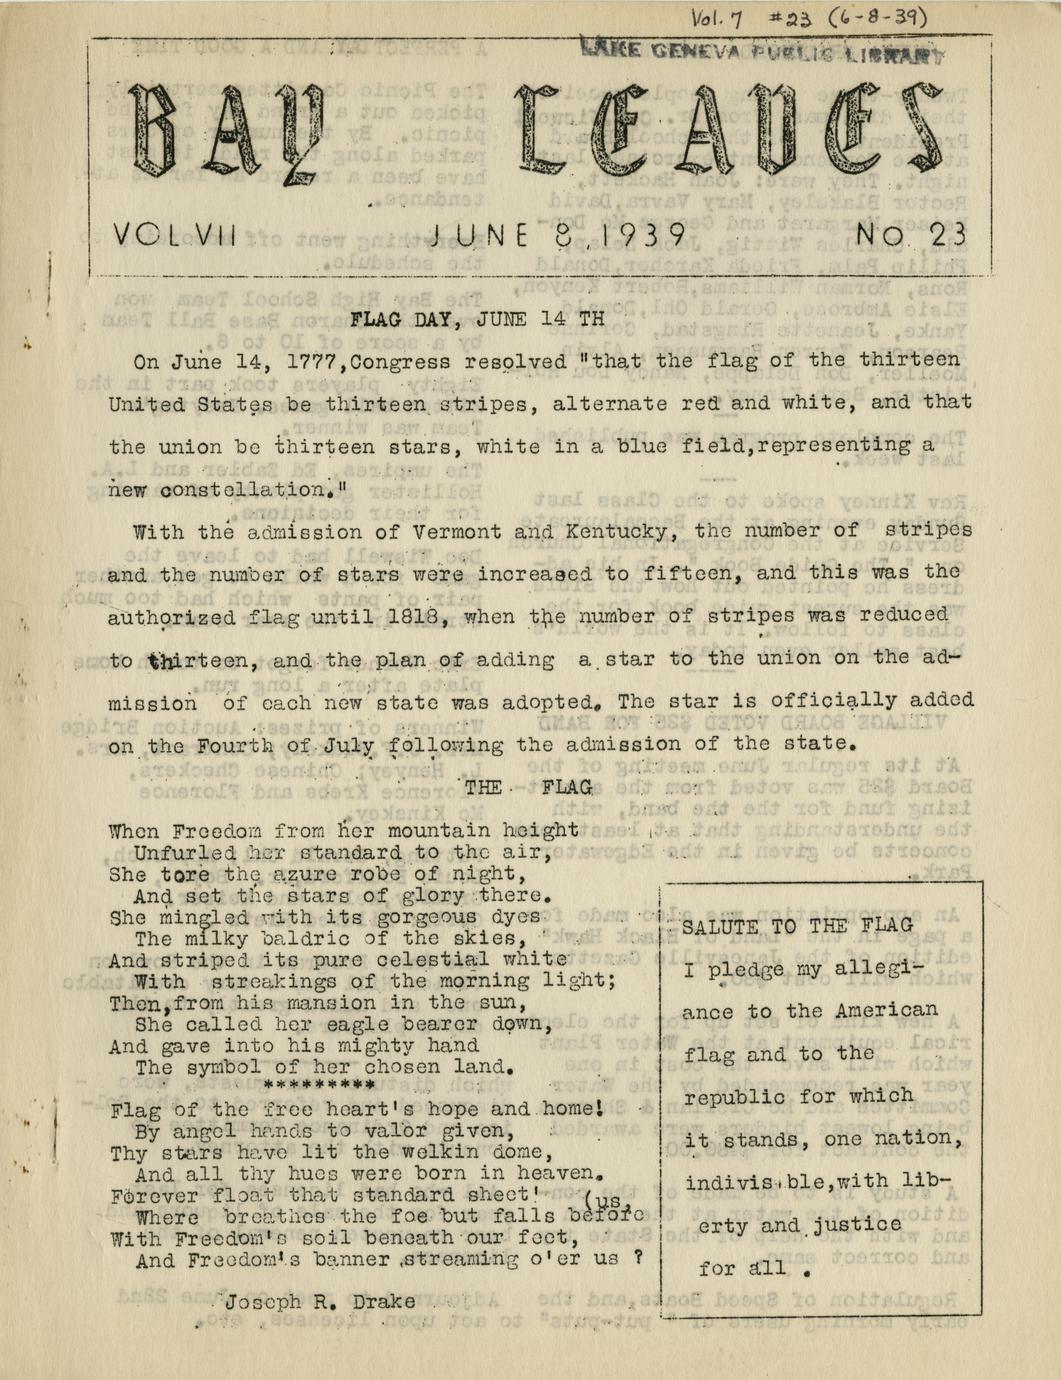 Vol. 7 #23 (6-8-39)
LAKE GENEVA PUBLIC LIBRARY
BAY LEAVES
VOL VII JUNE 8, 1939 No. 23
FLAG DAY, JUNE 14 TH
On June 14, 1777,Congress resolved "that the flag of the thirteen
United States be thirteen stripes, alternate red and white, and that
the union be thirteen stars, white in a blue field,representing a
new constellation."
With the admission of Vermont and Kentucky, the number of stripes
and the number of stars were increased to fifteen, and this was the
authorized flag until 1818, when the number of stripes was reduced
to thirteen, and the plan of adding a star to the union on the ad-
mission of each new state was adopted. The star is officially added
on the Fourth of July following the admission of the state.
THE FLAG
When Freedom from her mountain height
Unfurled her standard to the air,
She tore the azure robe of night,
And set the stars of glory there.
She mingled with its gorgeous dyes
The milky baldric of the skies,
And striped its pure celestial white
With streakings of the morning light;
Then,from his mansion in the sun,
She called her eagle bearer down,
And gave into his mighty hand
The symbol of her chosen land.
*********
Flag of the free heart's hope and home!
By angel hands to valor given,
Thy stars have lit the welkin dome,
And all thy hues were born in heaven.
Forever float that standard sheet!
(us,
Where breathes the foe but falls before
With Freedom's soil beneath our feet,
And Freedom's banner streaming o'er us ?
Joseph R. Drake
SALUTE TO THE FLAG
I pledge my allegi-
ance to the American
flag and to the
republic for which
it stands, one nation,
indivisible,with lib-
erty and justice
for all .